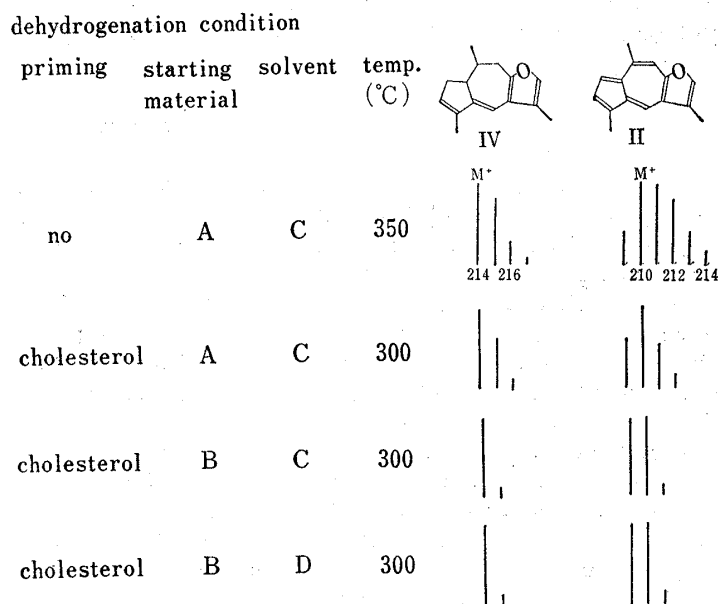 dehydrogenation condition
priming starting solvent temp.
material (°C)
O O
IV II
M⁺ M⁺
no A C 350
214 216 210 212 214
cholesterol A C 300
cholesterol B C 300
cholesterol B D 300